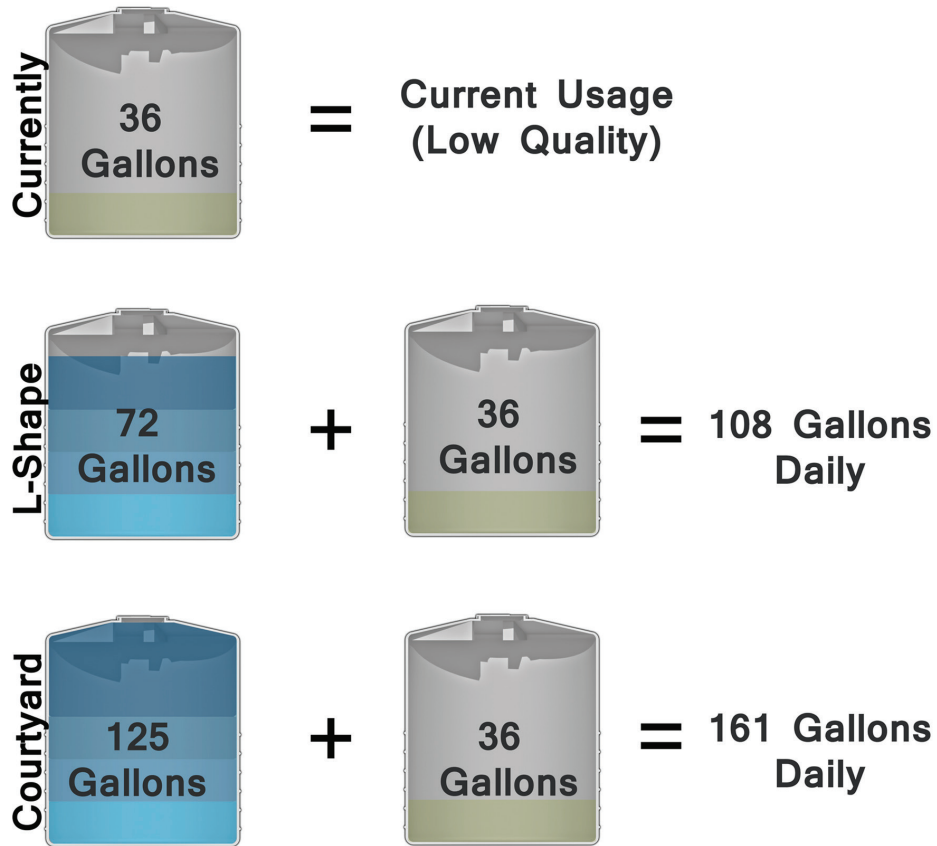 Currently
36
Gallons
=
Current Usage
(Low Quality)
L-Shape
72
Gallons
+
36
Gallons
=
108 Gallons
Daily
Courtyard
125
Gallons
+
36
Gallons
=
161 Gallons
Daily